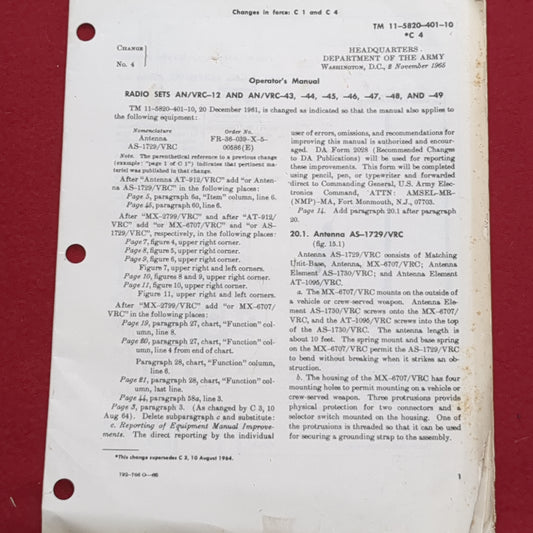 Changes in force: C 1 and C 4
TM 11-5820-401-10
*C 4
CHANGE
No. 4
HEADQUARTERS
DEPARTMENT OF THE ARMY
WASHINGTON, D.C., 2 November 1965
Operator's Manual
RADIO SETS AN/VRC-12 AND AN/VRC-43, -44, -45, -46, -47, -48, AND -49
TM 11-5820-401-10, 20 December 1961, is changed as indicated so that the manual also applies to
the following equipment:
Nomenclature Order No.
Antenna FR-36-039-X-5-
AS-1729/VRC 00586(E)
Note. The parenthetical reference to a previous change
(example: "page 1 of C 1") indicates that pertinent ma-
terial was published in that change.
After "Antenna AT-912/VRC" add "or Anten-
na AS-1729/VRC" in the following places:
Page 5, paragraph 6a, "Item" column, line 6.
Page 46, paragraph 60, line 6.
After "MX-2799/VRC" and after "AT-912/
VRC" add "or MX-6707/VRC" and "or AS-
1729/VRC", respectively, in the following places:
Page 7, figure 4, upper right corner.
Page 8, figure 5, upper right corner.
Page 9, figure 6, upper right corner.
Figure 7, upper right and left corners.
Page 10, figures 8 and 9, upper right corner.
Page 11, figure 10, upper right corner.
Figure 11, upper right and left corners.
After "MX-2799/VRC" add "or MX-6707/
VRC" in the following places:
Page 19, paragraph 27, chart, "Function" col-
umn, line 8.
Page 20, paragraph 27, chart, "Function" col-
umn, line 4 from end of chart.
Paragraph 28, chart, "Function" column,
line 6.
Page 21, paragraph 28, chart, "Function" col-
umn, last line.
Page 44, paragraph 58a, line 3.
Page 3, paragraph 3. (As changed by C 3, 10
Aug 64). Delete subparagraph c and substitute:
c. Reporting of Equipment Manual Improve-
ments. The direct reporting by the individual
user of errors, omissions, and recommendations for
improving this manual is authorized and encour-
aged. DA Form 2028 (Recommended Changes
to DA Publications) will be used for reporting
these improvements. This form will be completed
using pencil, pen, or typewriter and forwarded
direct to Commanding General, U.S. Army Elec-
tronics Command, ATTN: AMSEL-MR-
(NMP)-MA, Fort Monmouth, N.J., 07703.
Page 14. Add paragraph 20.1 after paragraph
20.
20.1. Antenna AS-1729/VRC
(fig. 15.1)
Antenna AS-1729/VRC consists of Matching
Unit-Base, Antenna, MX-6707/VRC; Antenna
Element AS-1730/VRC; and Antenna Element
AT-1095/VRC.
a. The MX-6707/VRC mounts on the outside of
a vehicle or crew-served weapon. Antenna Ele-
ment AS-1730/VRC screws onto the MX-6707/
VRC, and the AT-1096/VRC screws into the top
of the AS-1730/VRC. The antenna length is
about 10 feet. The spring mount and base spring
on the MX-6707/VRC permit the AS-1729/VRC
to bend without breaking when it strikes an ob-
struction.
b. The housing of the MX-6707/VRC has four
mounting holes to permit mounting on a vehicle or
crew-served weapon. Three protrusions provide
physical protection for two connectors and a
selector switch mounted on the housing. One of
the protrusions is threaded so that it can be used
for securing a grounding strap to the assembly.
*This change supersedes C 3, 10 August 1964.
1